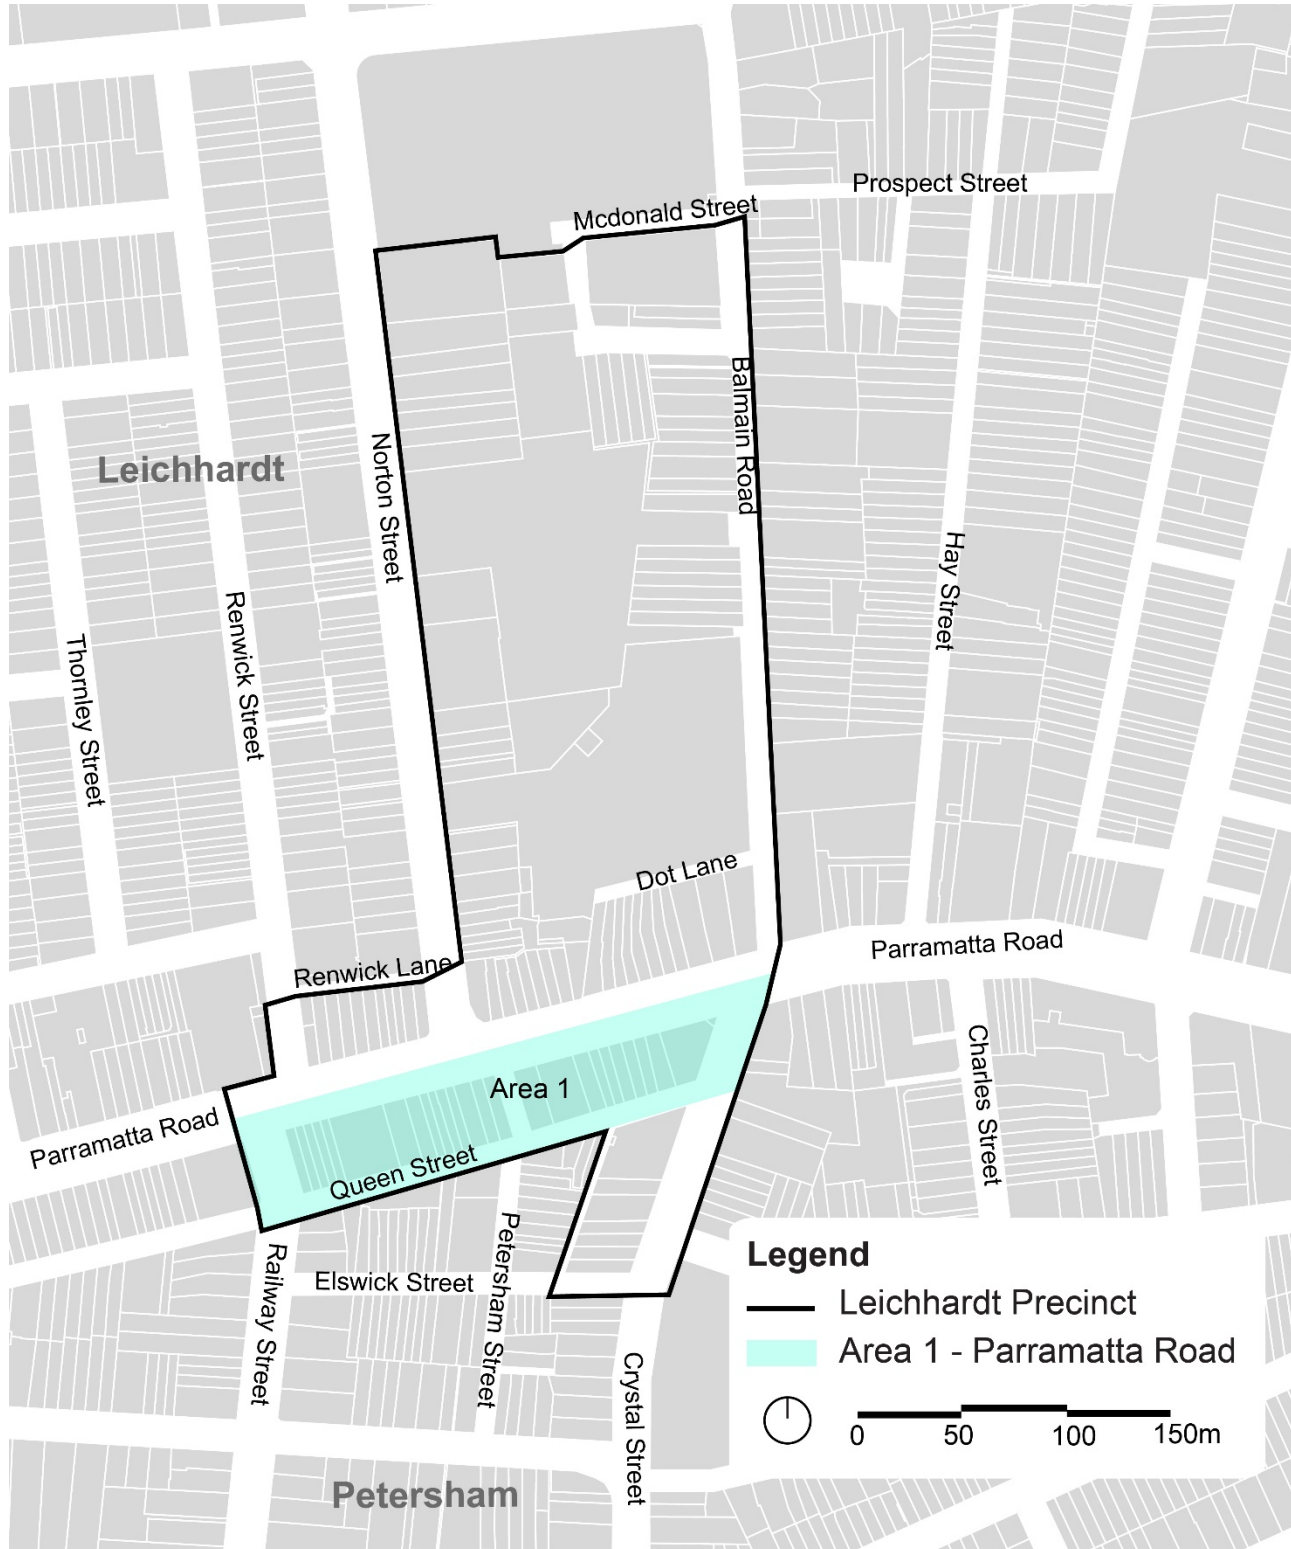 Prospect Street
Mcdonald Street
Balmain Road
Norton Street
Leichhardt
Hay Street
Renwick Street
Thornley Street
Dot Lane
Parramatta Road
Renwick Lane
Charles Street
Area 1
Parramatta Road
Queen Street
Petersham Street
Railway Street
Elswick Street
Crystal Street
Petersham
Legend
Leichhardt Precinct
Area 1 - Parramatta Road
0 50 100 150m